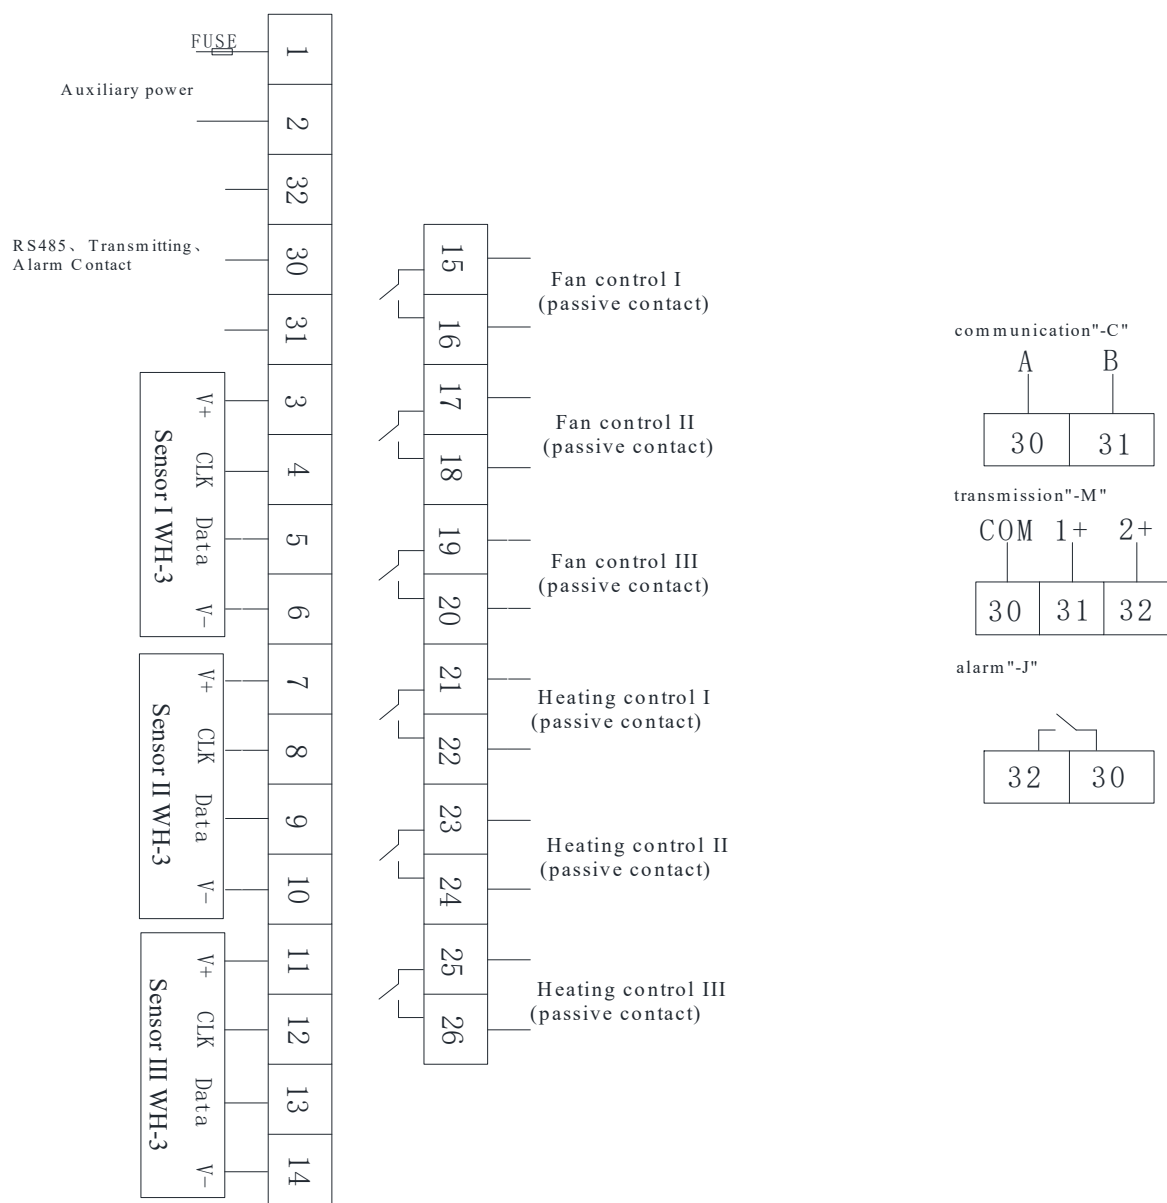 FUSE
1
Auxiliary power
2
32
RS485、Transmitting、
Alarm Contact
30
31
V+
3
CLK
4
Data
5
V-
6
Sensor I WH-3
V+
7
CLK
8
Data
9
V-
10
Sensor II WH-3
V+
11
CLK
12
Data
13
V-
14
Sensor III WH-3
15
16
Fan control I
(passive contact)
17
18
Fan control II
(passive contact)
19
20
Fan control III
(passive contact)
21
22
Heating control I
(passive contact)
23
24
Heating control II
(passive contact)
25
26
Heating control III
(passive contact)
communication"-C"
A B
30 31
transmission"-M"
COM 1+ 2+
30 31 32
alarm"-J"
32 30